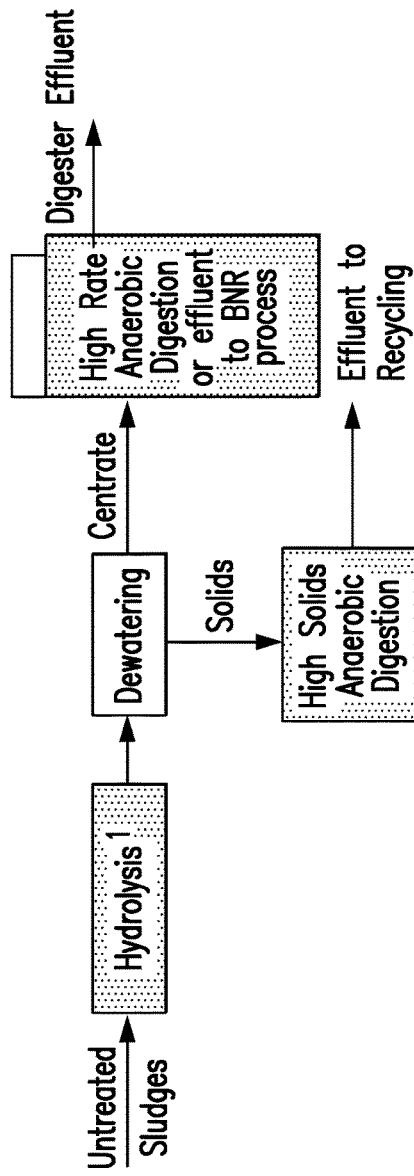 Untreated
Sludges
Hydrolysis 1
Dewatering
Centrate
Solids
High Rate
Anaerobic
Digestion
or effluent
to BNR
process
Digester Effluent
High Solids
Anaerobic
Digestion
Effluent to
Recycling